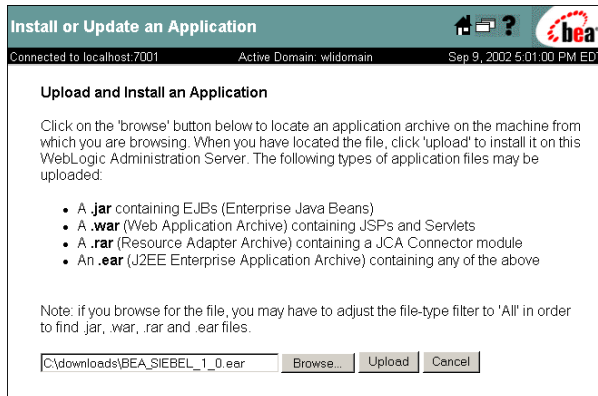 Install or Update an Application
? bea
Connected to localhost:7001 Active Domain: wlidomain Sep 9, 2002 5:01:00 PM ED
Upload and Install an Application
Click on the 'browse' button below to locate an application archive on the machine from
which you are browsing. When you have located the file, click 'upload' to install it on this
WebLogic Administration Server. The following types of application files may be
uploaded:
• A .jar containing EJBs (Enterprise Java Beans)
• A .war (Web Application Archive) containing JSPs and Servlets
• A .rar (Resource Adapter Archive) containing a JCA Connector module
• An .ear (J2EE Enterprise Application Archive) containing any of the above
Note: if you browse for the file, you may have to adjust the file-type filter to 'All' in order
to find .jar, .war, .rar and .ear files.
C:\downloads\BEA_SIEBEL_1_0.ear Browse... Upload Cancel